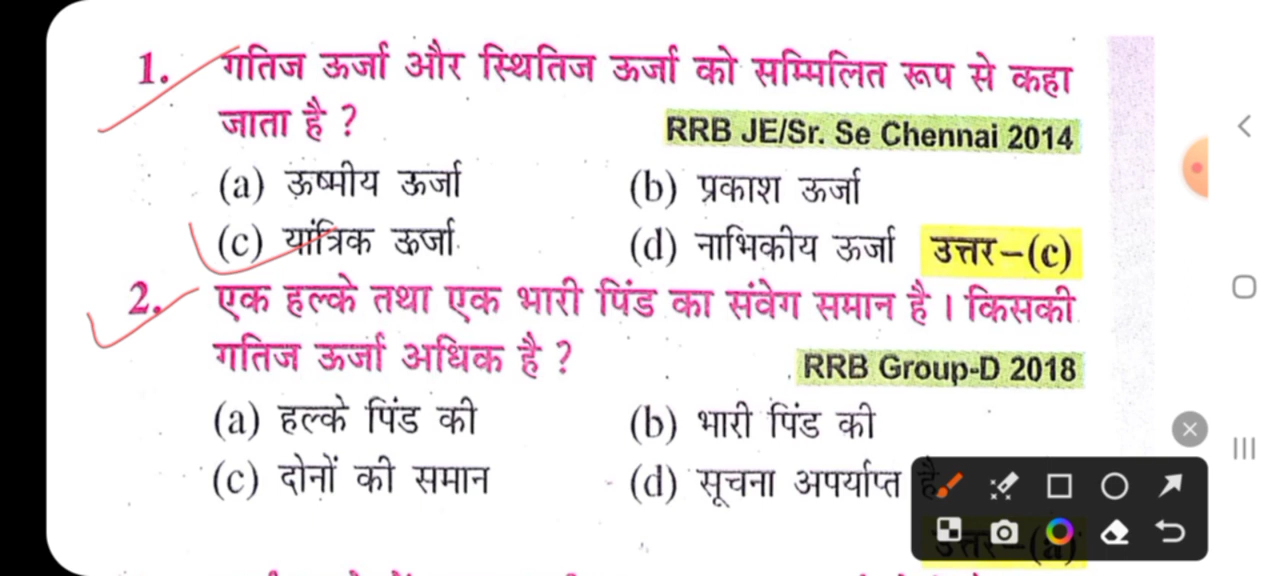 1. गतिज ऊर्जा और स्थितिज ऊर्जा को सम्मिलित रूप से कहा
जाता है ? RRB JE/Sr. Se Chennai 2014
(a) ऊष्मीय ऊर्जा (b) प्रकाश ऊर्जा
(c) यांत्रिक ऊर्जा (d) नाभिकीय ऊर्जा उत्तर–(c)
2. एक हल्के तथा एक भारी पिंड का संवेग समान है । किसकी
गतिज ऊर्जा अधिक है ? RRB Group-D 2018
(a) हल्के पिंड की (b) भारी पिंड की
(c) दोनों की समान (d) सूचना अपर्याप्त है
उत्तर–(a)